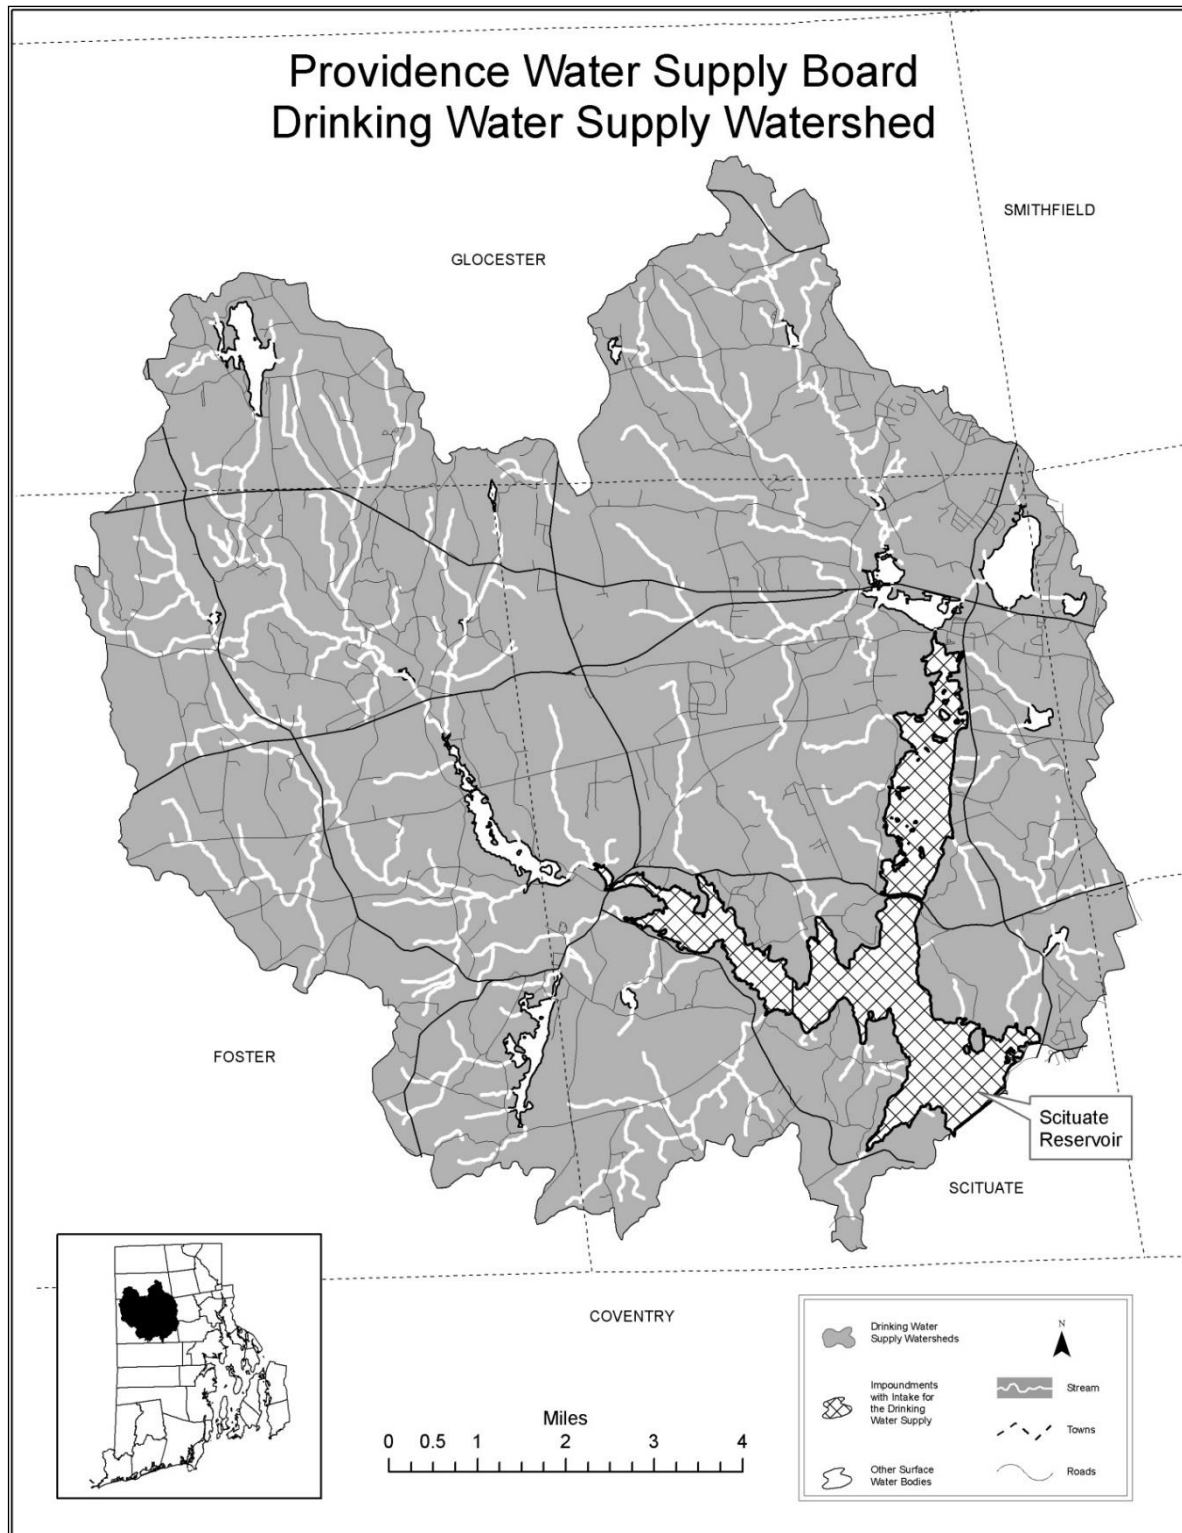 Providence Water Supply Board
Drinking Water Supply Watershed
SMITHFIELD
GLOCESTER
FOSTER
Scituate
Reservoir
SCITUATE
COVENTRY
Miles
0 0.5 1 2 3 4
Drinking Water
Supply Watersheds
N
Impoundments
with Intake for
the Drinking
Water Supply
Stream
Towns
Other Surface
Water Bodies
Roads